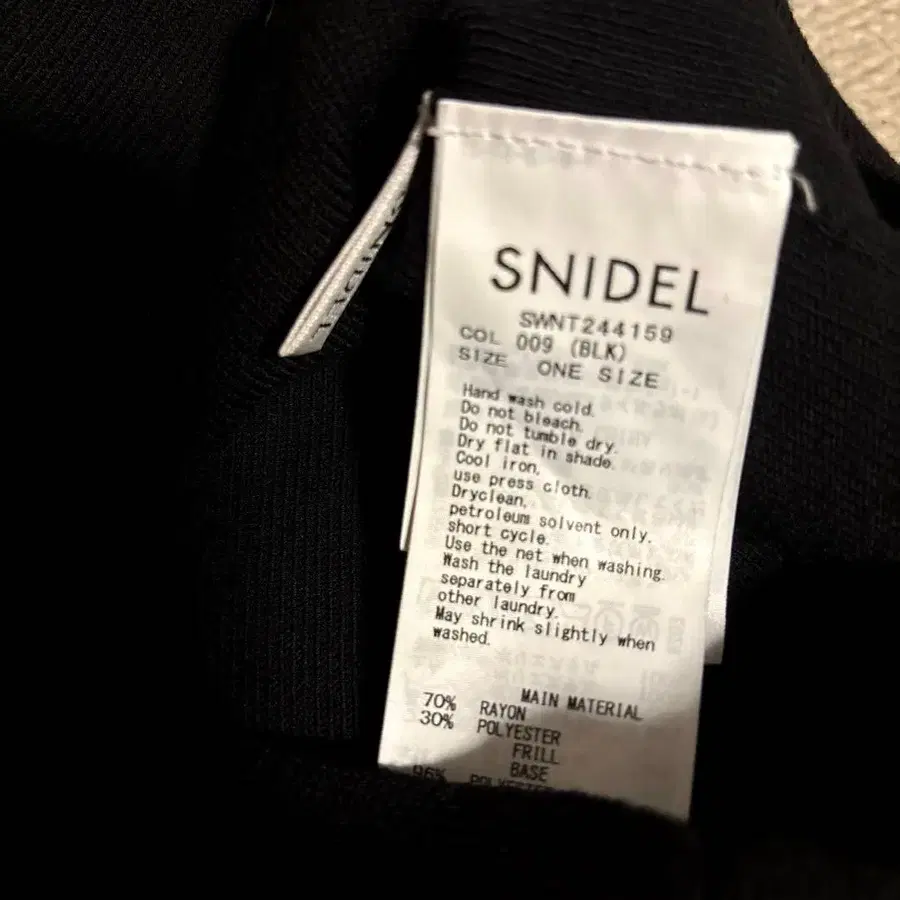 SNIDEL
SWNT244159
COL 009 (BLK)
SIZE ONE SIZE
Hand wash cold.
Do not bleach.
Do not tumble dry.
Dry flat in shade.
Cool iron,
use press cloth.
Dryclean,
petroleum solvent only.
short cycle.
Use the net when washing.
Wash the laundry
separately from
other laundry.
May shrink slightly when
washed.
MAIN MATERIAL
70% RAYON
30% POLYESTER
FRILL
BASE
96% POLYESTER
SNIDEL